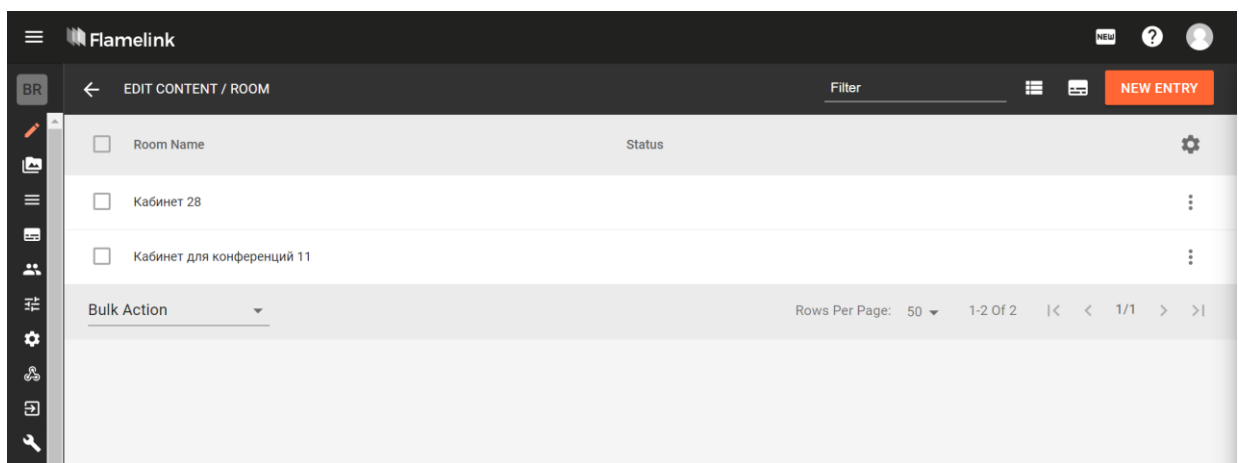 Flamelink
NEW
?
BR
EDIT CONTENT / ROOM
Filter
NEW ENTRY
Room Name
Status
Кабинет 28
Кабинет для конференций 11
Bulk Action
Rows Per Page: 50
1-2 Of 2
1/1